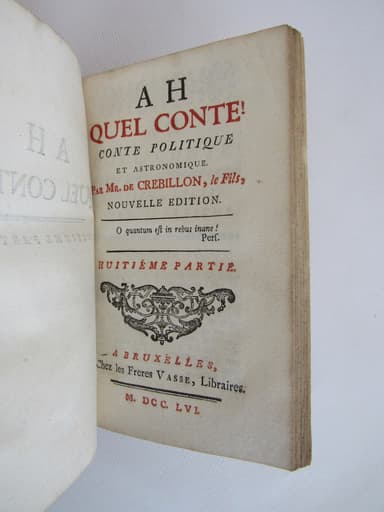 A H
QUEL CONTE!
CONTE POLITIQUE
ET ASTRONOMIQUE.
PAR MR. DE CREBILLON, le Fils,
NOUVELLE EDITION.
O quantum est in rebus inane!
Pers.
HUITIÉME PARTIE.
A BRUXELLES,
Chez les Freres VASSE, Libraires.
M. DCC. LVI.